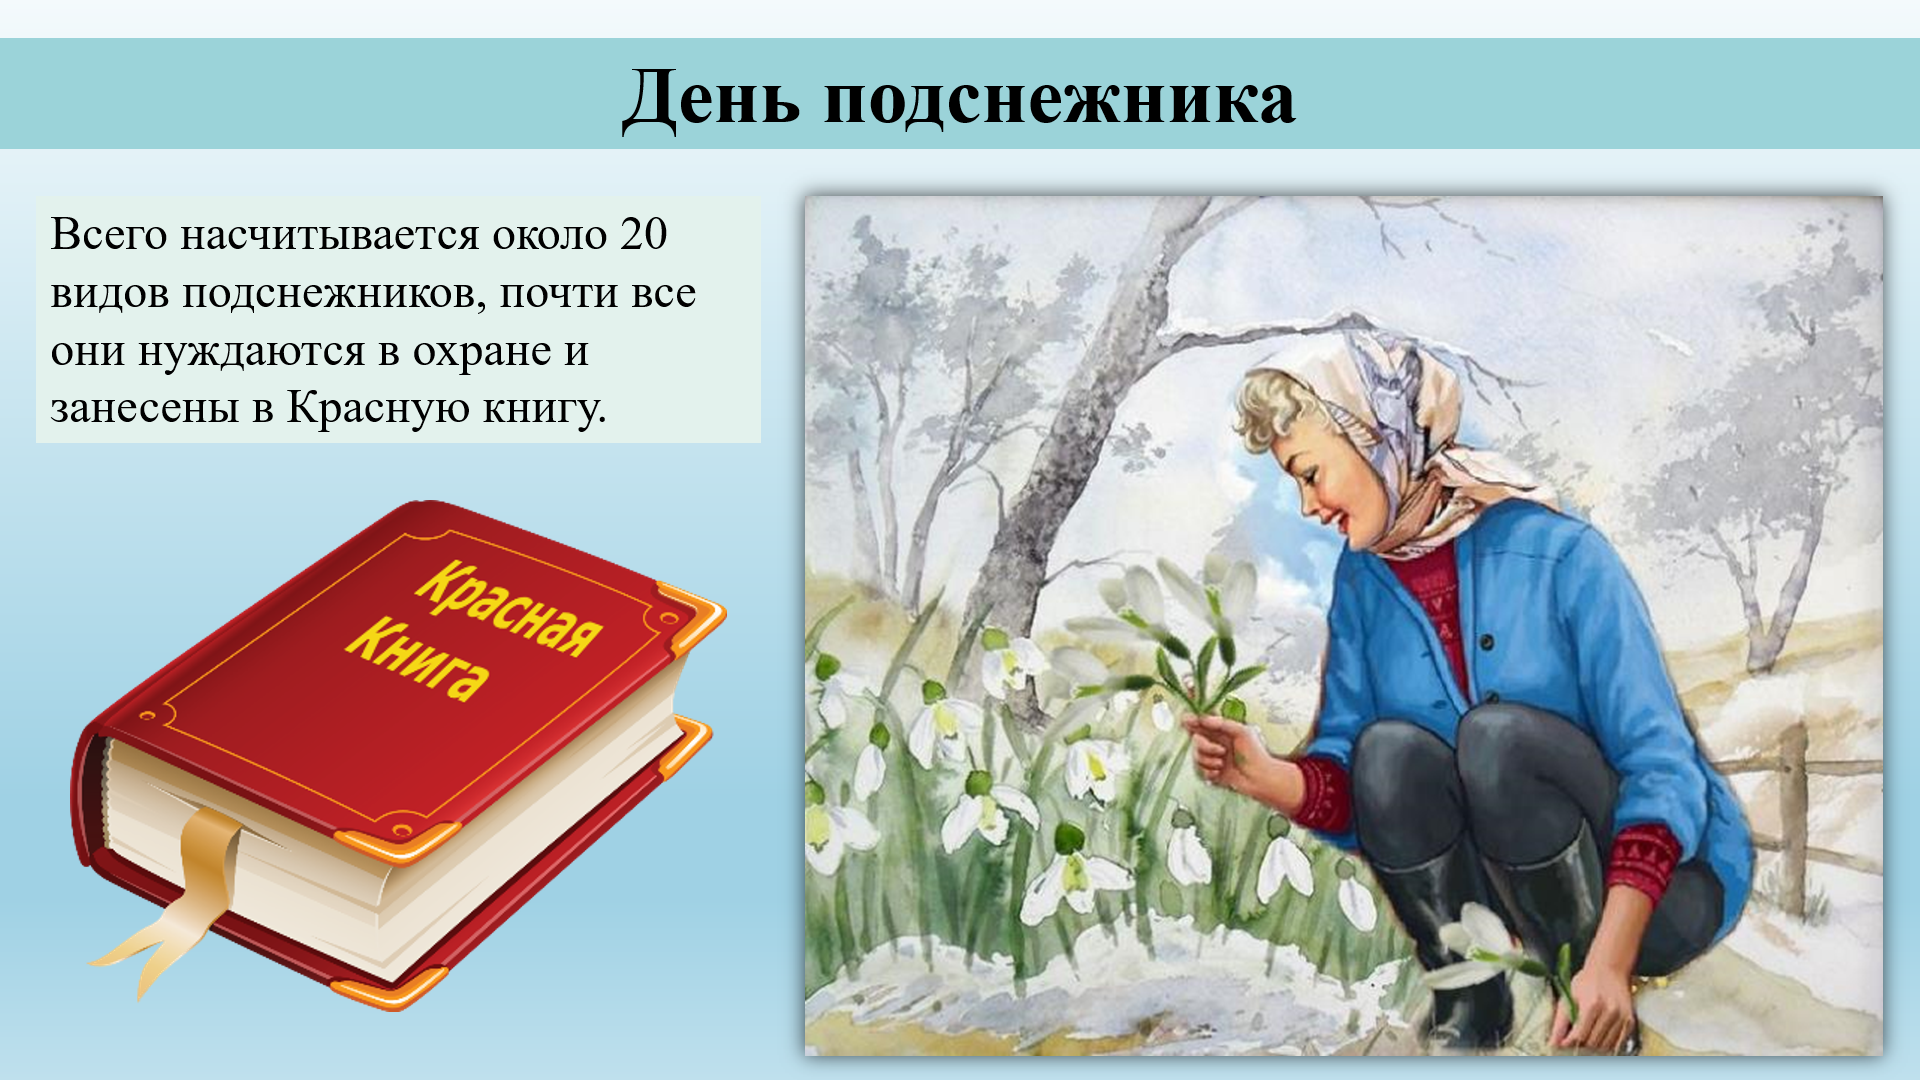 День подснежника
Всего насчитывается около 20
видов подснежников, почти все
они нуждаются в охране и
занесены в Красную книгу.
Красная
Книга